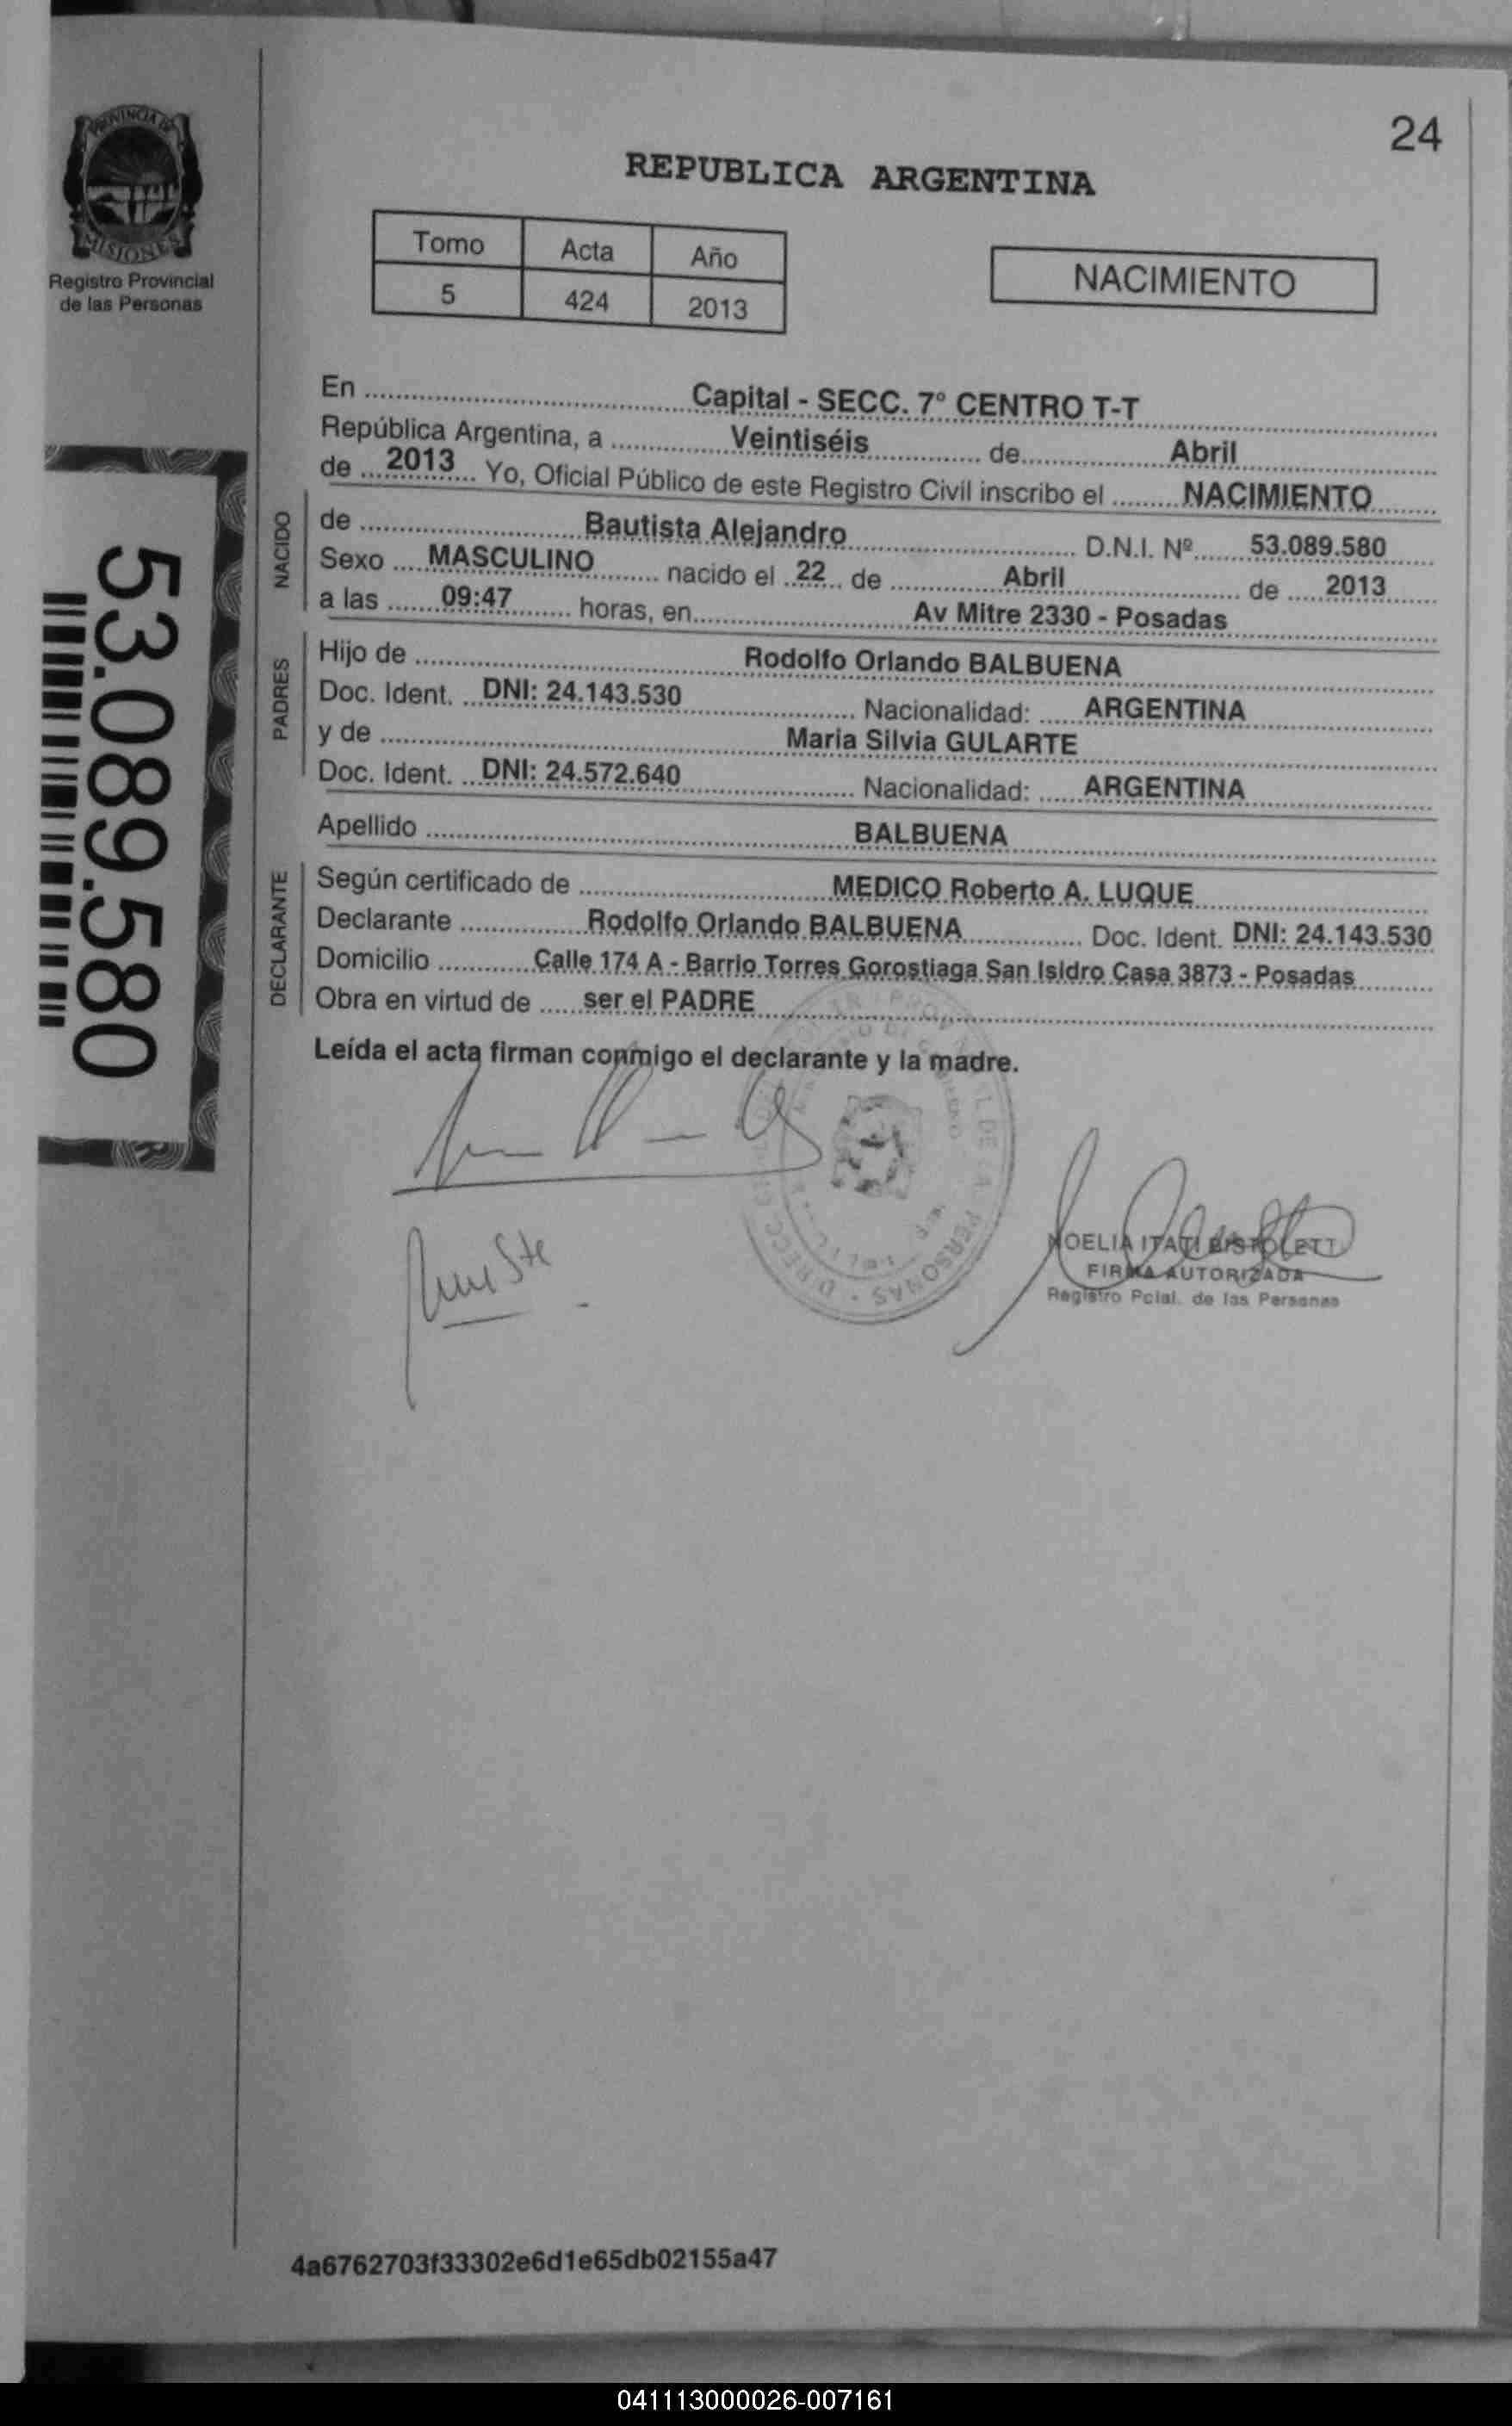 24
PROVINCIA DE
MISIONES
Registro Provincial
de las Personas
REPUBLICA ARGENTINA
Tomo Acta Año
5 424 2013
NACIMIENTO
53.089.580
En Capital - SECC. 7º CENTRO T-T
República Argentina, a Veintiséis de Abril
de 2013 Yo, Oficial Público de este Registro Civil inscribo el NACIMIENTO
NACIDO
de Bautista Alejandro D.N.I. Nº 53.089.580
Sexo MASCULINO nacido el 22 de Abril de 2013
a las 09:47 horas, en Av Mitre 2330 - Posadas
PADRES
Hijo de Rodolfo Orlando BALBUENA
Doc. Ident. DNI: 24.143.530 Nacionalidad: ARGENTINA
y de Maria Silvia GULARTE
Doc. Ident. DNI: 24.572.640 Nacionalidad: ARGENTINA
Apellido BALBUENA
DECLARANTE
Según certificado de MEDICO Roberto A. LUQUE
Declarante Rodolfo Orlando BALBUENA Doc. Ident. DNI: 24.143.530
Domicilio Calle 174 A - Barrio Torres Gorostiaga San Isidro Casa 3873 - Posadas
Obra en virtud de ser el PADRE
Leída el acta firman conmigo el declarante y la madre.
NOELIA ITATI
FIRMA AUTORIZADA
Registro Pcial. de las Personas
4a6762703f33302e6d1e65db02155a47
041113000026-007161